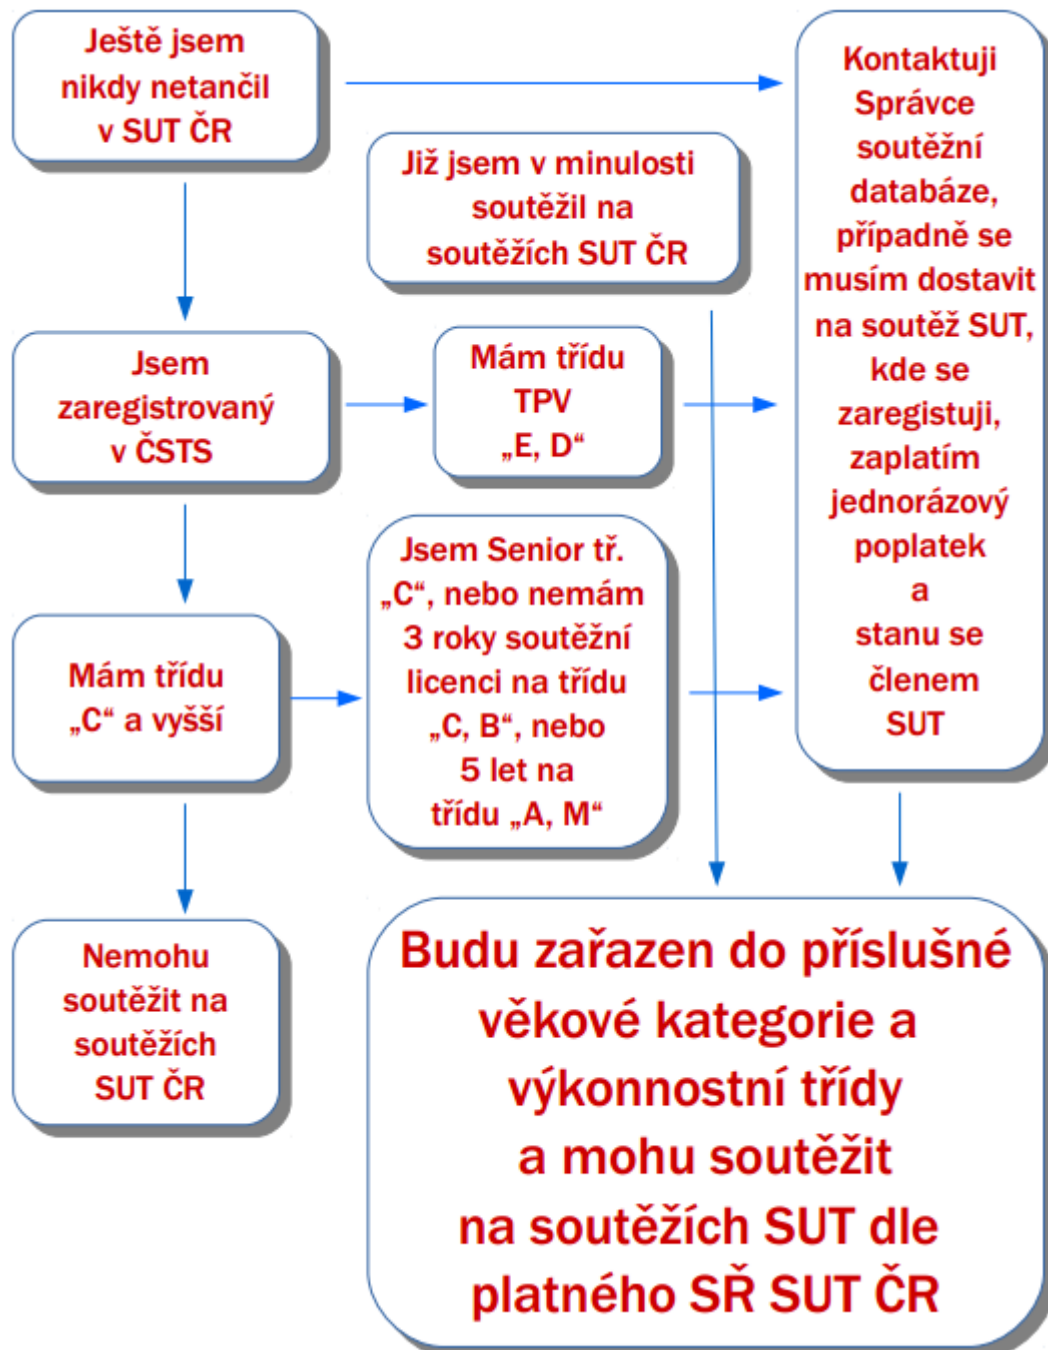 Ještě jsem
nikdy netančil
v SUT ČR
Již jsem v minulosti
soutěžil na
soutěžích SUT ČR
Kontaktuji
Správce
soutěžní
databáze,
případně se
musím dostavit
na soutěž SUT,
kde se
zaregistuji,
zaplatím
jednorázový
poplatek
a
stanu se
členem
SUT
Jsem
zaregistrovaný
v ČSTS
Mám třídu
TPV
„E, D“
Mám třídu
„C“ a vyšší
Jsem Senior tř.
„C“, nebo nemám
3 roky soutěžní
licenci na třídu
„C, B“, nebo
5 let na
třídu „A, M“
Nemohu
soutěžit na
soutěžích
SUT ČR
Budu zařazen do příslušné
věkové kategorie a
výkonnostní třídy
a mohu soutěžit
na soutěžích SUT dle
platného SŘ SUT ČR